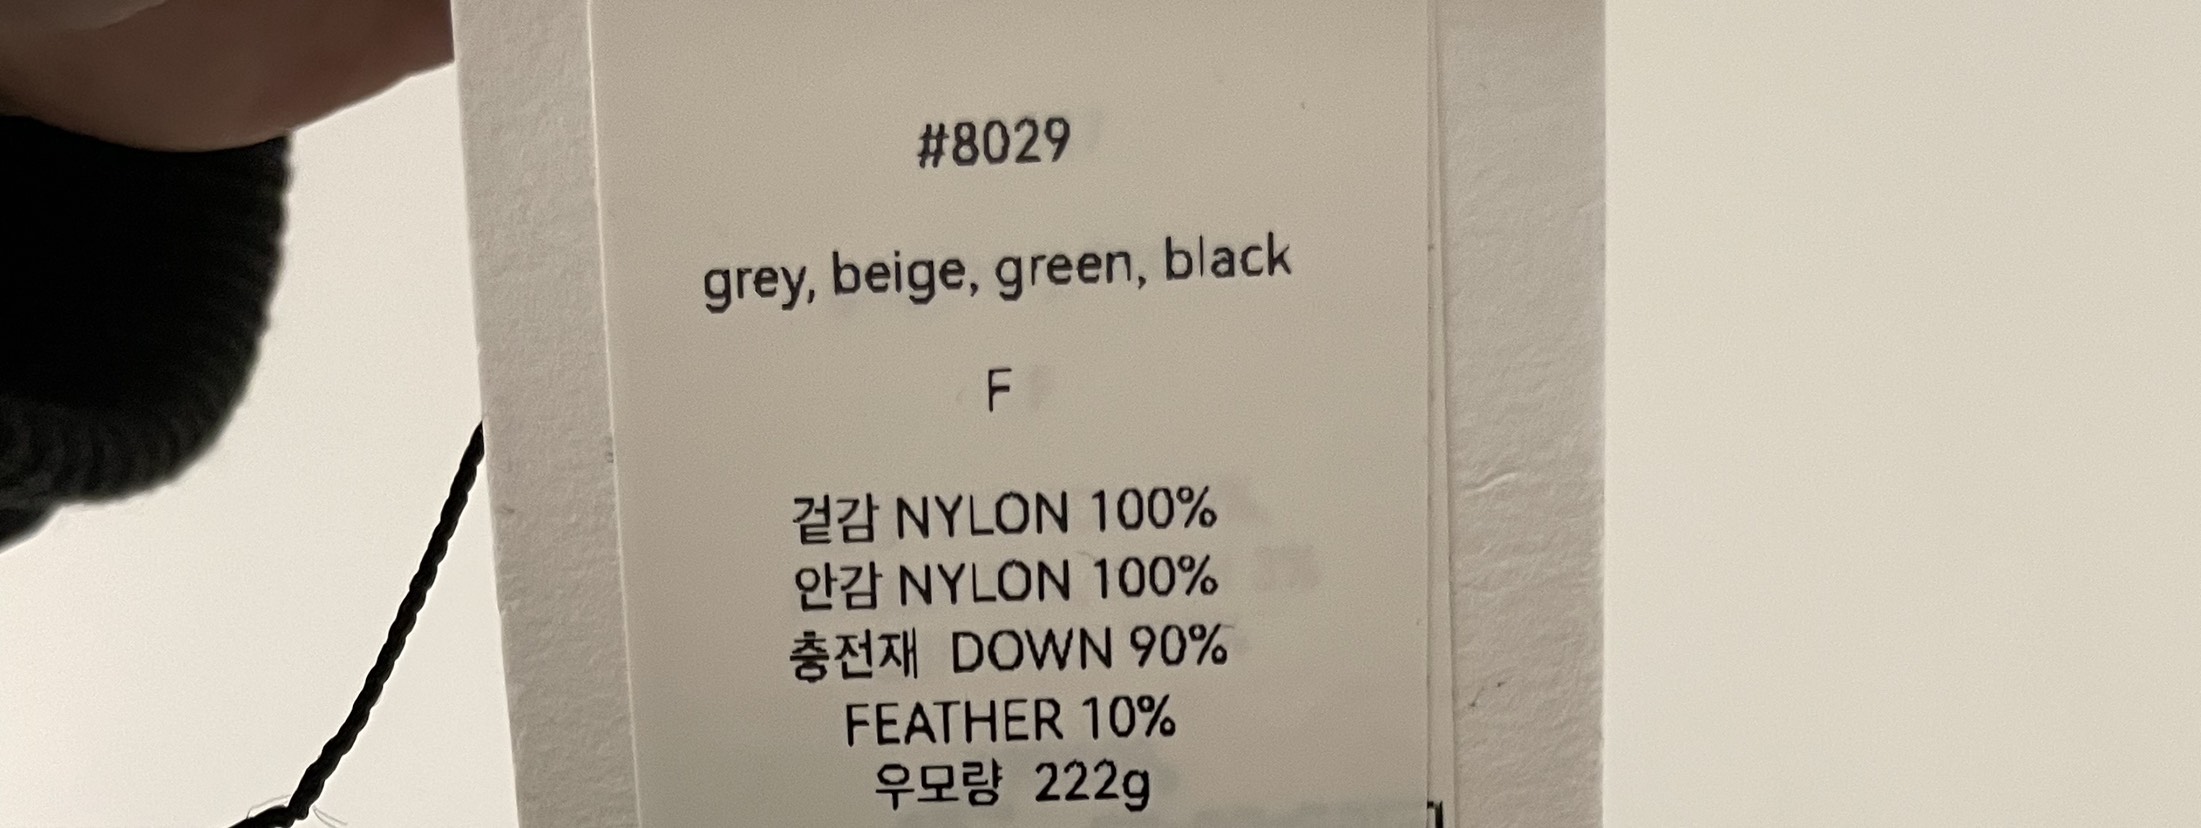 #8029
grey, beige, green, black
F
겉감 NYLON 100%
안감 NYLON 100%
충전재 DOWN 90%
FEATHER 10%
우모량 222g